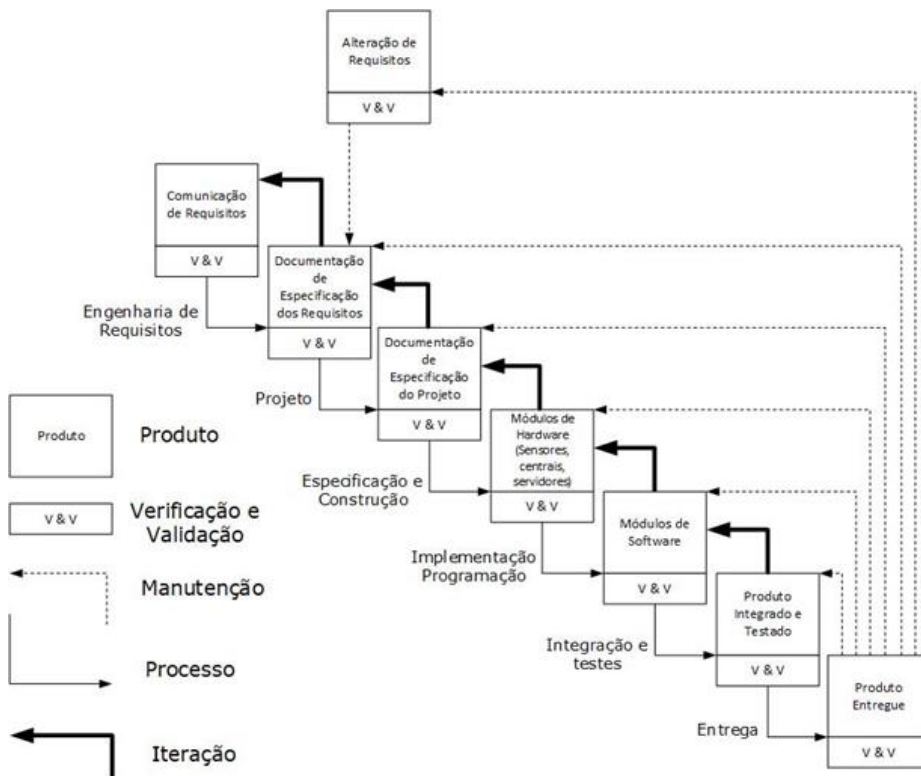 Alteração de
Requisitos
V & V
Comunicação
de Requisitos
V & V
Engenharia de
Requisitos
Documentação
de
Especificação
dos Requisitos
V & V
Projeto
Documentação
de
Especificação
do Projeto
V & V
Especificação e
Construção
Módulos de
Hardware
(Sensores,
centrais,
servidores)
V & V
Implementação
Programação
Módulos de
Software
V & V
Integração e
testes
Produto
Integrado e
Testado
V & V
Entrega
Produto
Entregue
V & V
Produto
Produto
V & V
Verificação e
Validação
Manutenção
Processo
Iteração